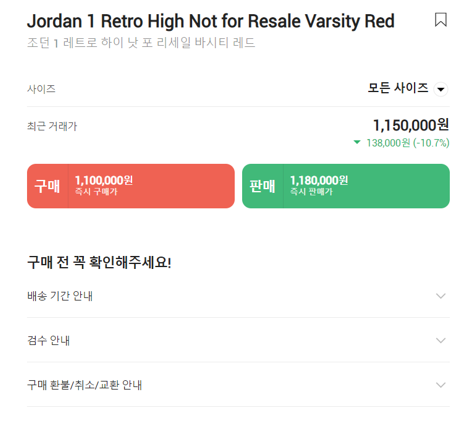 Jordan 1 Retro High Not for Resale Varsity Red
조던 1 레트로 하이 낫 포 리세일 바시티 레드
사이즈
모든 사이즈
최근 거래가
1,150,000원
138,000원 (-10.7%)
구매
1,100,000원
즉시 구매가
판매
1,180,000원
즉시 판매가
구매 전 꼭 확인해주세요!
배송 기간 안내
검수 안내
구매 환불/취소/교환 안내